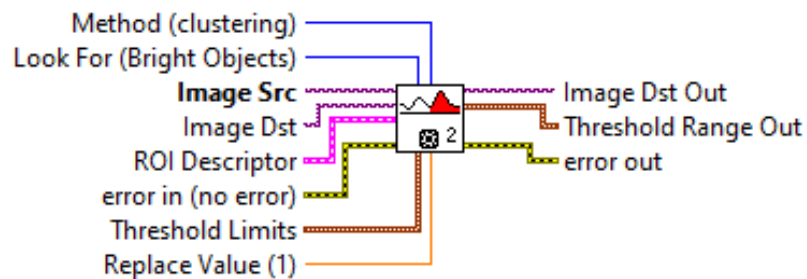 Method (clustering)
Look For (Bright Objects)
Image Src
Image Dst
ROI Descriptor
error in (no error)
Threshold Limits
Replace Value (1)
2
Image Dst Out
Threshold Range Out
error out